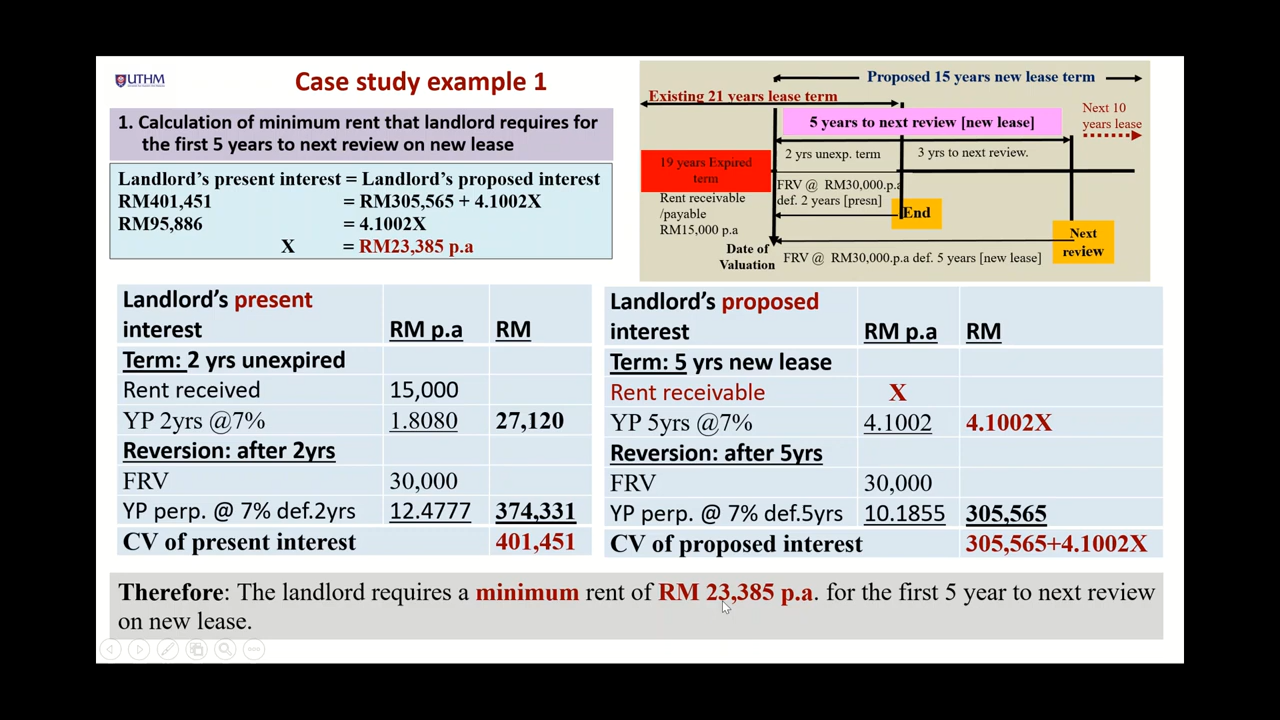 UTHM
Case study example 1
1. Calculation of minimum rent that landlord requires for
the first 5 years to next review on new lease
Landlord's present interest = Landlord's proposed interest
RM401,451 = RM305,565 + 4.1002X
RM95,886 = 4.1002X
X = RM23,385 p.a
Proposed 15 years new lease term
Existing 21 years lease term
Next 10
years lease
5 years to next review [new lease]
2 yrs unexp. term
3 yrs to next review.
19 years Expired
term
FRV @ RM30,000.p.a
def. 2 years [presn]
Rent receivable
/payable
RM15,000 p.a
End
Next
review
Date of
Valuation
FRV @ RM30,000.p.a def. 5 years [new lease]
Landlord's present
interest RM p.a RM
Term: 2 yrs unexpired
Rent received 15,000
YP 2yrs @7% 1.8080 27,120
Reversion: after 2yrs
FRV 30,000
YP perp. @ 7% def.2yrs 12.4777 374,331
CV of present interest 401,451
Landlord's proposed
interest RM p.a RM
Term: 5 yrs new lease
Rent receivable X
YP 5yrs @7% 4.1002 4.1002X
Reversion: after 5yrs
FRV 30,000
YP perp. @ 7% def.5yrs 10.1855 305,565
CV of proposed interest 305,565+4.1002X
Therefore: The landlord requires a minimum rent of RM 23,385 p.a. for the first 5 year to next review
on new lease.